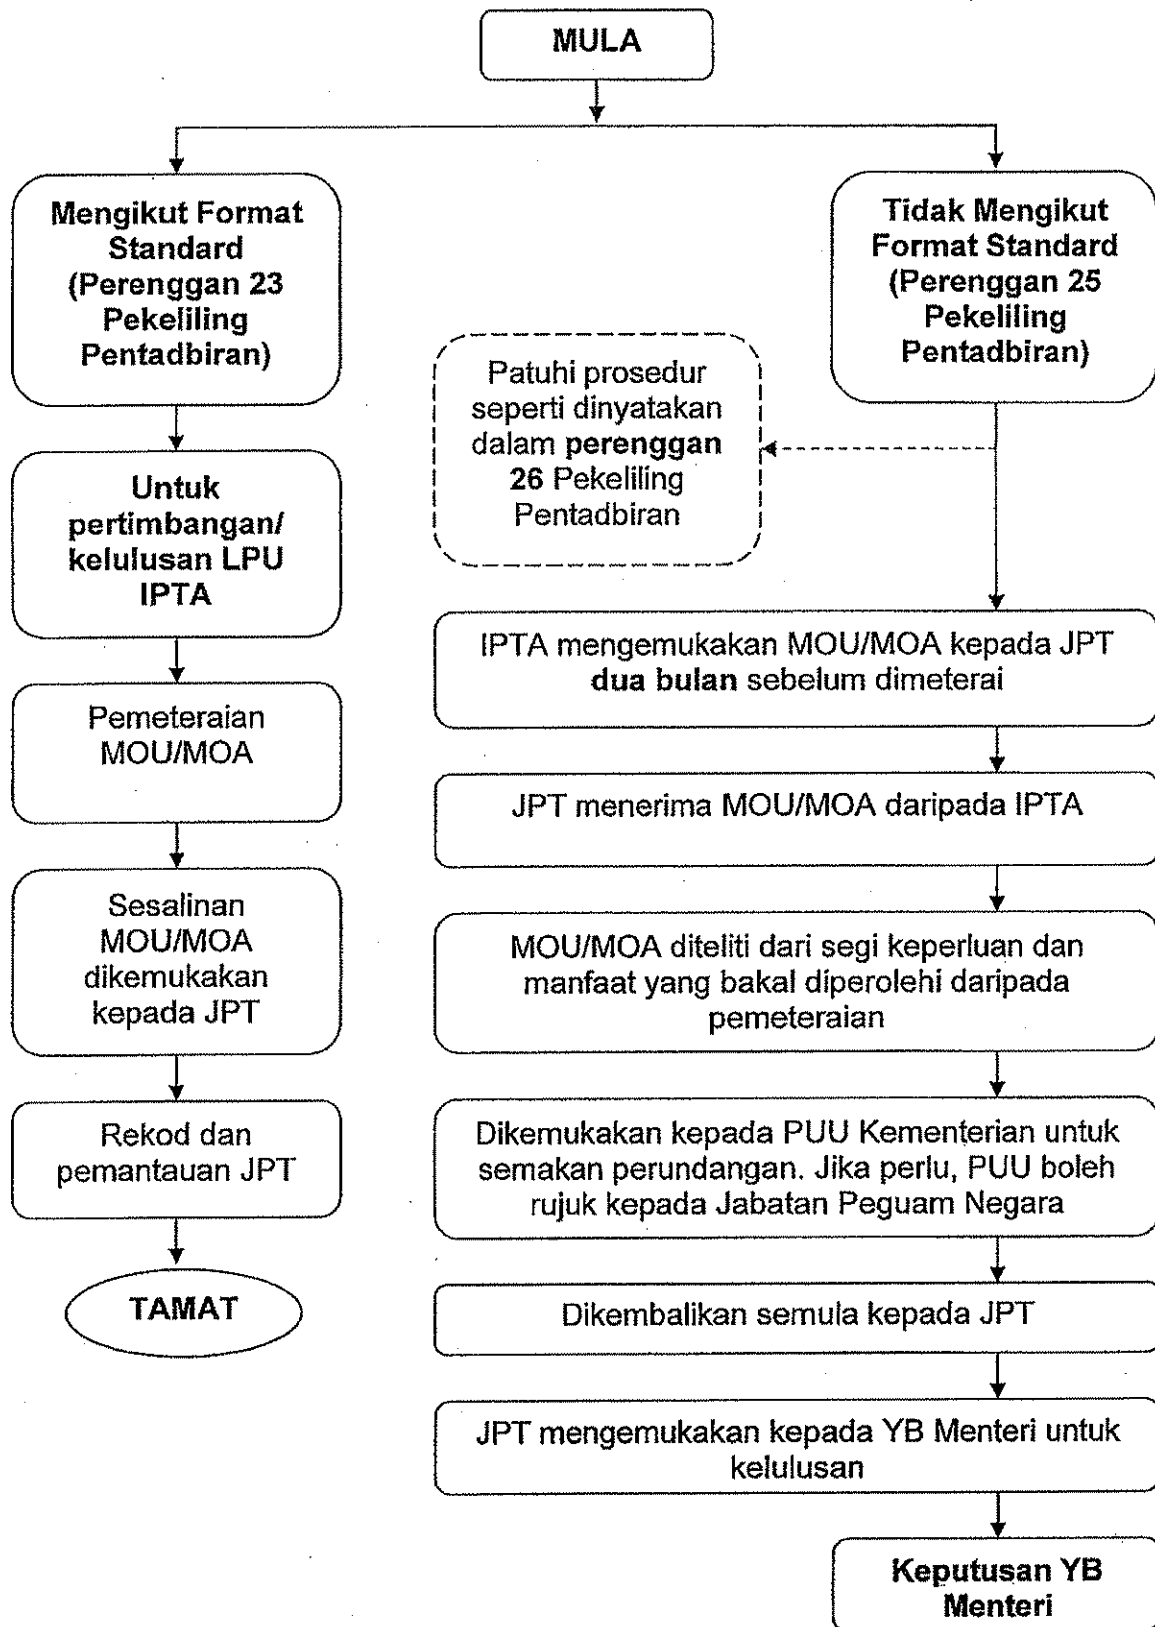 MULA
Mengikut Format
Standard
(Perenggan 23
Pekeliling
Pentadbiran)
Untuk
pertimbangan/
kelulusan LPU
IPTA
Pemeteraian
MOU/MOA
Sesalinan
MOU/MOA
dikemukakan
kepada JPT
Rekod dan
pemantauan JPT
TAMAT
Tidak Mengikut
Format Standard
(Perenggan 25
Pekeliling
Pentadbiran)
Patuhi prosedur
seperti dinyatakan
dalam perenggan
26 Pekeliling
Pentadbiran
IPTA mengemukakan MOU/MOA kepada JPT
dua bulan sebelum dimeterai
JPT menerima MOU/MOA daripada IPTA
MOU/MOA diteliti dari segi keperluan dan
manfaat yang bakal diperolehi daripada
pemeteraian
Dikemukakan kepada PUU Kementerian untuk
semakan perundangan. Jika perlu, PUU boleh
rujuk kepada Jabatan Peguam Negara
Dikembalikan semula kepada JPT
JPT mengemukakan kepada YB Menteri untuk
kelulusan
Keputusan YB
Menteri